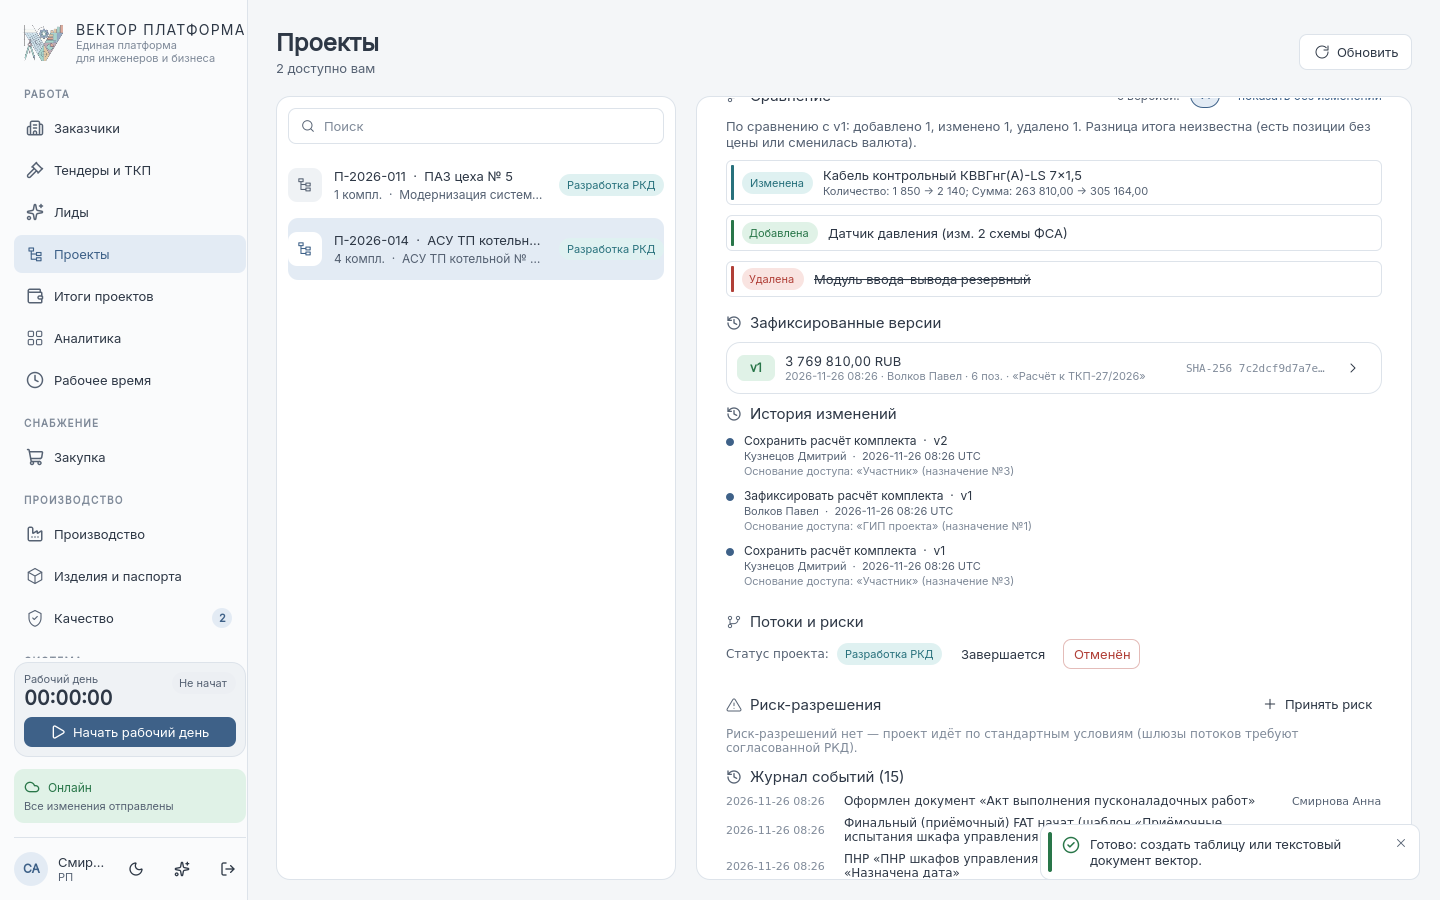 ВЕКТОР ПЛАТФОРМА
Единая платформа
для инженеров и бизнеса
РАБОТА
Заказчики
Тендеры и ТКП
Лиды
Проекты
Итоги проектов
Аналитика
Рабочее время
СНАБЖЕНИЕ
Закупка
ПРОИЗВОДСТВО
Производство
Изделия и паспорта
Качество
2
Рабочий день
00:00:00
Не начат
Начать рабочий день
Онлайн
Все изменения отправлены
СА
Смир...
РП
Проекты
2 доступно вам
Обновить
Поиск
П-2026-011 · ПАЗ цеха № 5
1 компл. · Модернизация систем...
Разработка РКД
П-2026-014 · АСУ ТП котельн...
4 компл. · АСУ ТП котельной № ...
Разработка РКД
Сравнение
с версией:
показать без изменений
По сравнению с v1: добавлено 1, изменено 1, удалено 1. Разница итога неизвестна (есть позиции без
цены или сменилась валюта).
Изменена
Кабель контрольный КВВГнг(А)-LS 7×1,5
Количество: 1 850 → 2 140; Сумма: 263 810,00 → 305 164,00
Добавлена
Датчик давления (изм. 2 схемы ФСА)
Удалена
Модуль ввода-вывода резервный
Зафиксированные версии
v1
3 769 810,00 RUB
2026-11-26 08:26 · Волков Павел · 6 поз. · «Расчёт к ТКП-27/2026»
SHA-256 7c2dcf9d7a7e…
История изменений
Сохранить расчёт комплекта · v2
Кузнецов Дмитрий · 2026-11-26 08:26 UTC
Основание доступа: «Участник» (назначение №3)
Зафиксировать расчёт комплекта · v1
Волков Павел · 2026-11-26 08:26 UTC
Основание доступа: «ГИП проекта» (назначение №1)
Сохранить расчёт комплекта · v1
Кузнецов Дмитрий · 2026-11-26 08:26 UTC
Основание доступа: «Участник» (назначение №3)
Потоки и риски
Статус проекта:
Разработка РКД
Завершается
Отменён
Риск-разрешения
Принять риск
Риск-разрешений нет — проект идёт по стандартным условиям (шлюзы потоков требуют
согласованной РКД).
Журнал событий (15)
2026-11-26 08:26
Оформлен документ «Акт выполнения пусконаладочных работ»
Смирнова Анна
2026-11-26 08:26
Финальный (приёмочный) FAT начат (шаблон «Приёмочные
испытания шкафа управления
2026-11-26 08:26
ПНР «ПНР шкафов управления
«Назначена дата»
Готово: создать таблицу или текстовый
документ вектор.